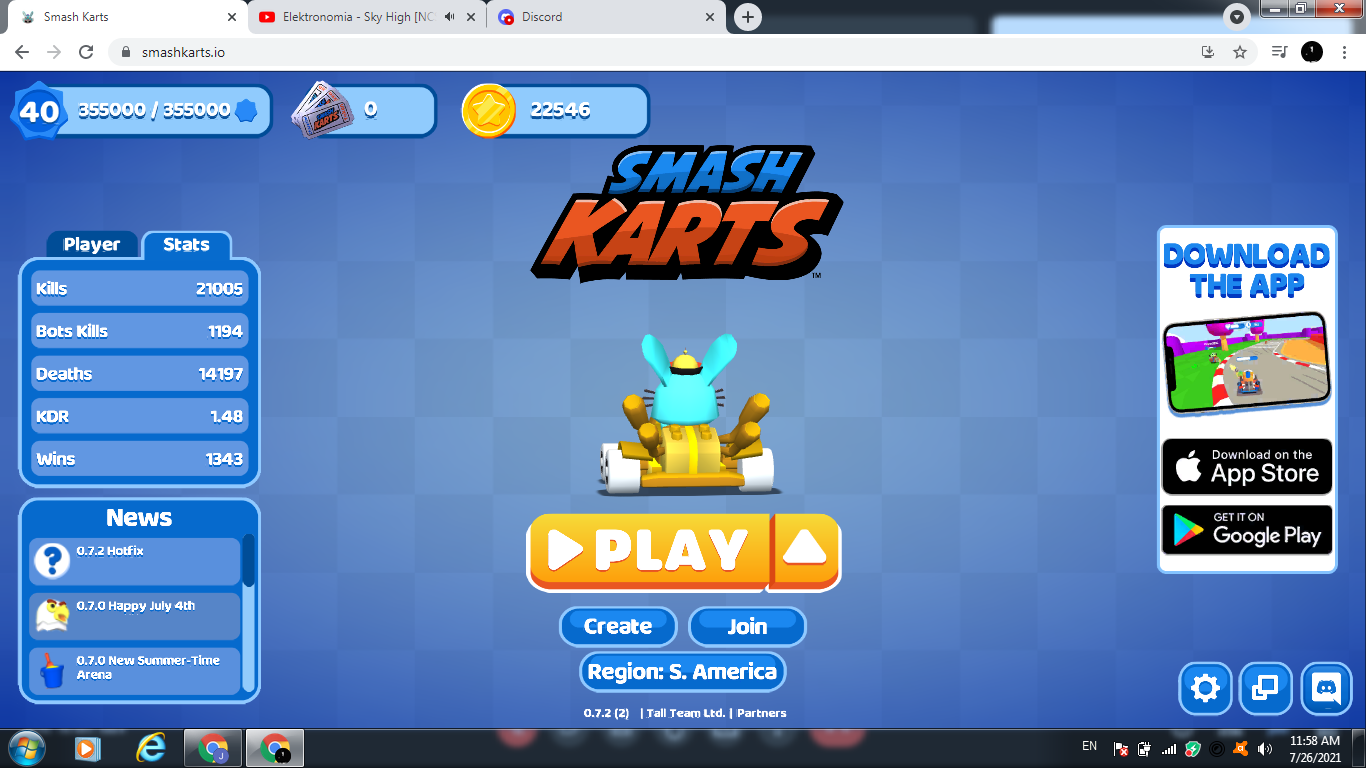 Smash Karts
Elektronomia - Sky High [NC
Discord
smashkarts.io
40
355000 / 355000
0
22546
SMASH
KARTS
TM
Player
Stats
Kills 21005
Bots Kills 1194
Deaths 14197
KDR 1.48
Wins 1343
News
0.7.2 Hotfix
0.7.0 Happy July 4th
0.7.0 New Summer-Time
Arena
DOWNLOAD
THE APP
Download on the
App Store
GET IT ON
Google Play
PLAY
Create
Join
Region: S. America
0.7.2 (2) | Tall Team Ltd. | Partners
EN
11:58 AM
7/26/2021